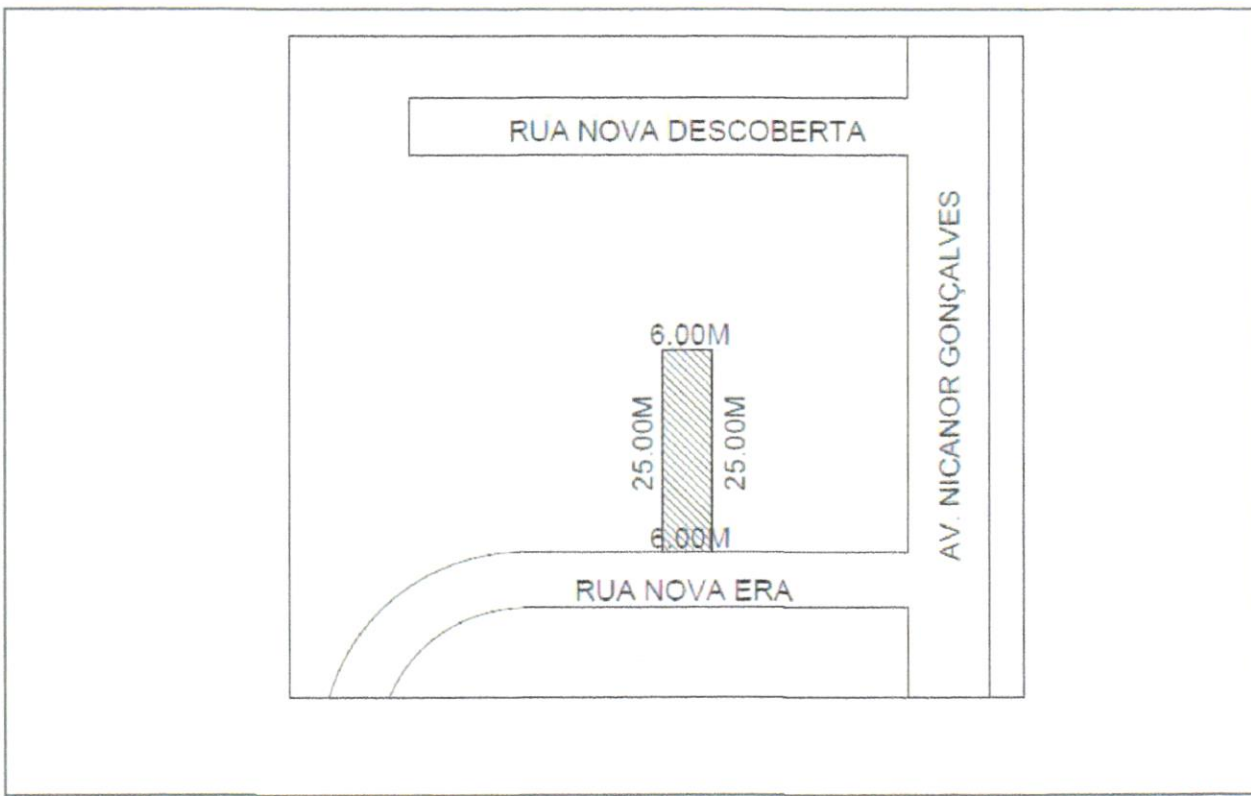 RUA NOVA DESCOBERTA
AV. NICANOR GONÇALVES
6.00M
25.00M
25.00M
6.00M
RUA NOVA ERA